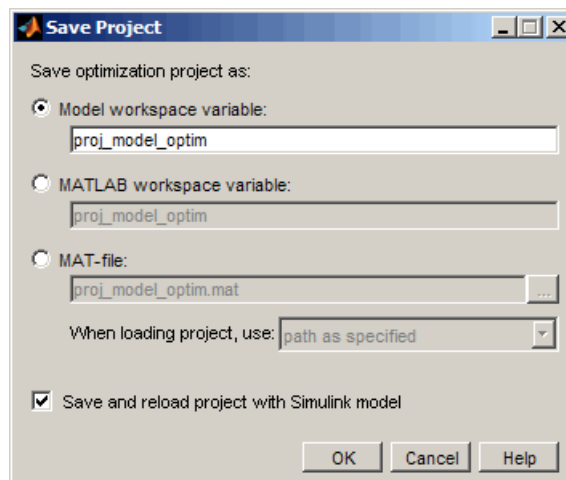 Save Project
Save optimization project as:
Model workspace variable:
proj_model_optim
MATLAB workspace variable:
proj_model_optim
MAT-file:
proj_model_optim.mat
...
When loading project, use: path as specified
Save and reload project with Simulink model
OK Cancel Help